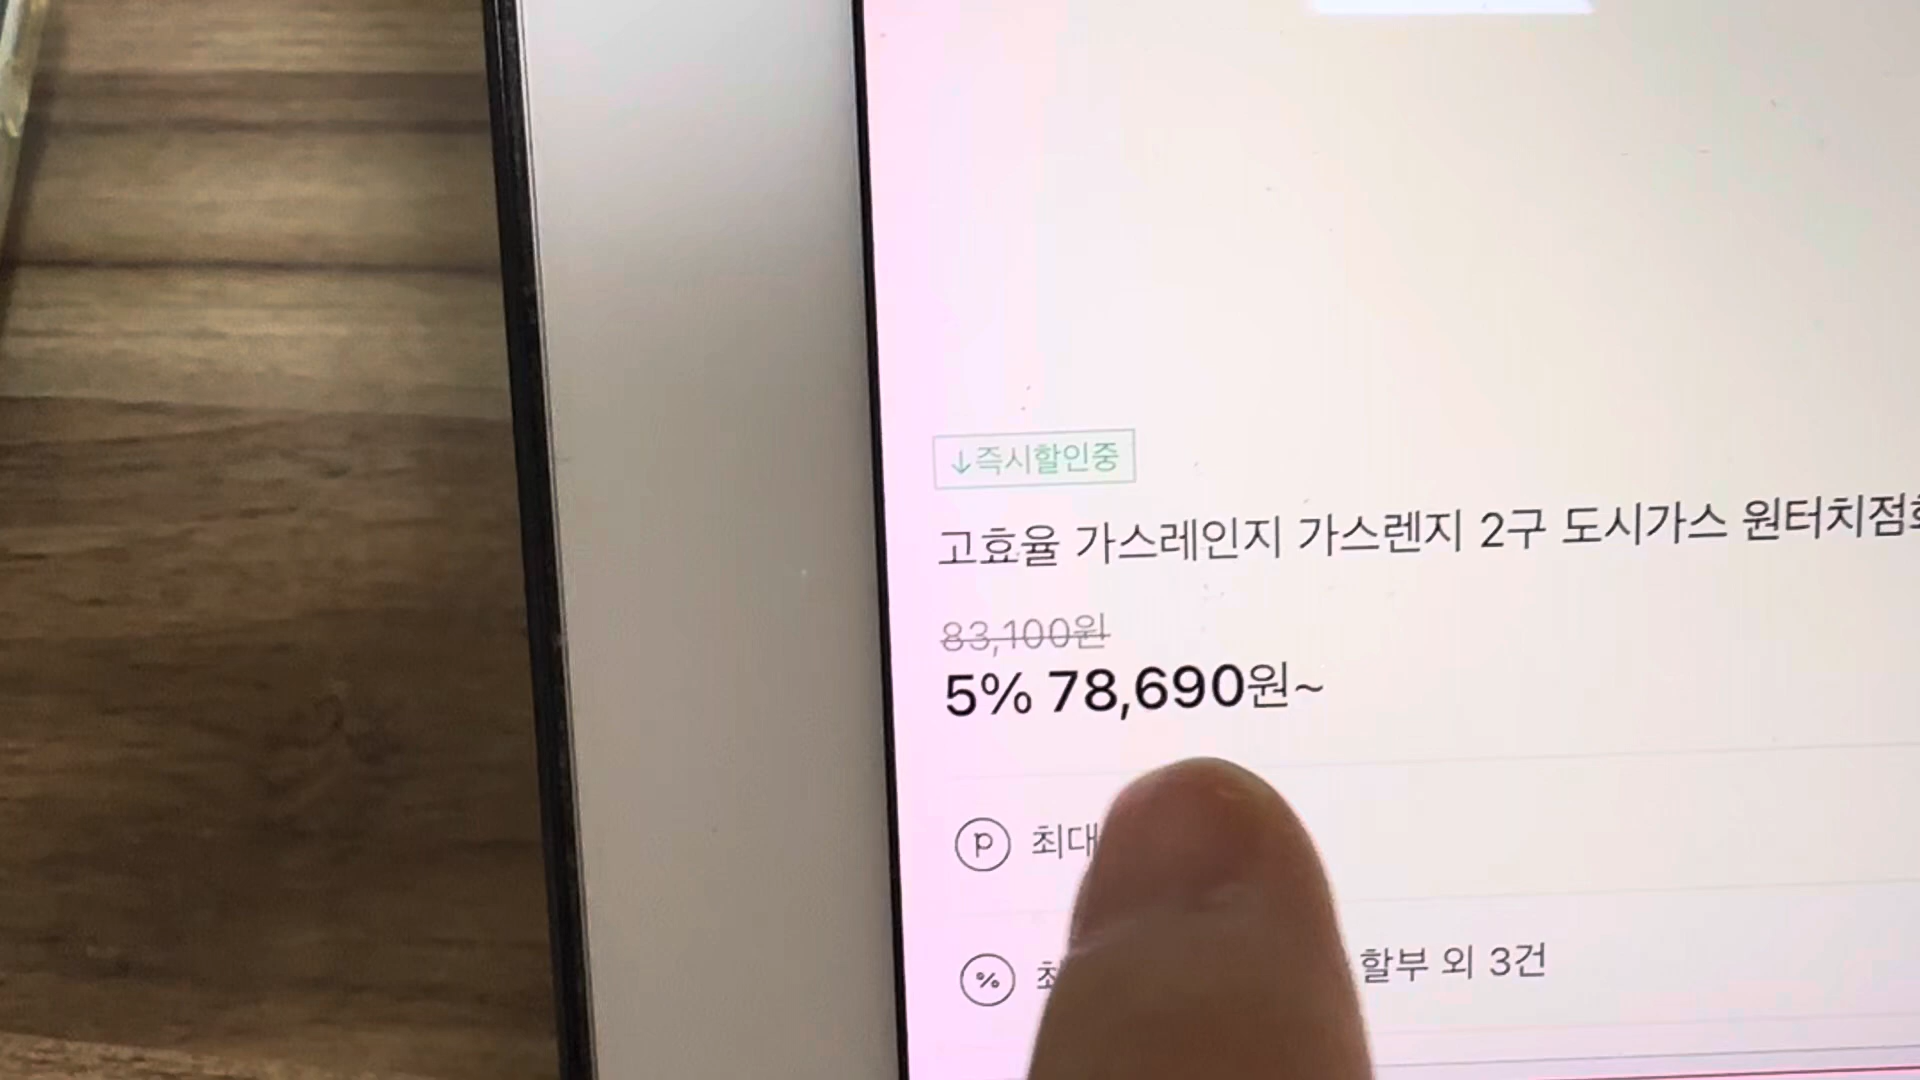 ↓즉시할인중
고효율 가스레인지 가스렌지 2구 도시가스 원터치점화
83,100원
5% 78,690원~
p 최대
% 할부 외 3건